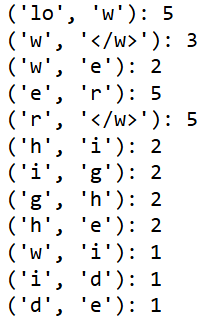 ('lo', 'w'): 5
('w', '</w>'): 3
('w', 'e'): 2
('e', 'r'): 5
('r', '</w>'): 5
('h', 'i'): 2
('i', 'g'): 2
('g', 'h'): 2
('h', 'e'): 2
('w', 'i'): 1
('i', 'd'): 1
('d', 'e'): 1